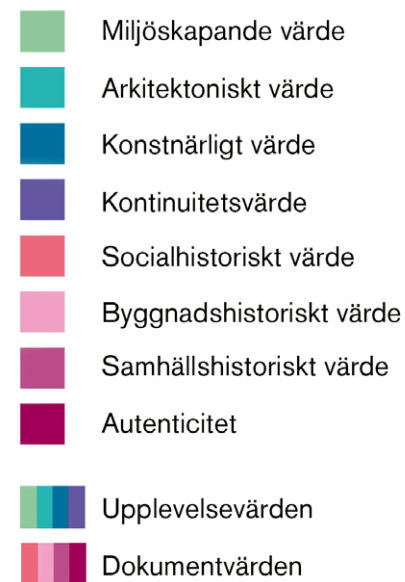 Miljöskapande värde
Arkitektoniskt värde
Konstnärligt värde
Kontinuitetsvärde
Socialhistoriskt värde
Byggnadshistoriskt värde
Samhällshistoriskt värde
Autenticitet
Upplevelsevärden
Dokumentvärden